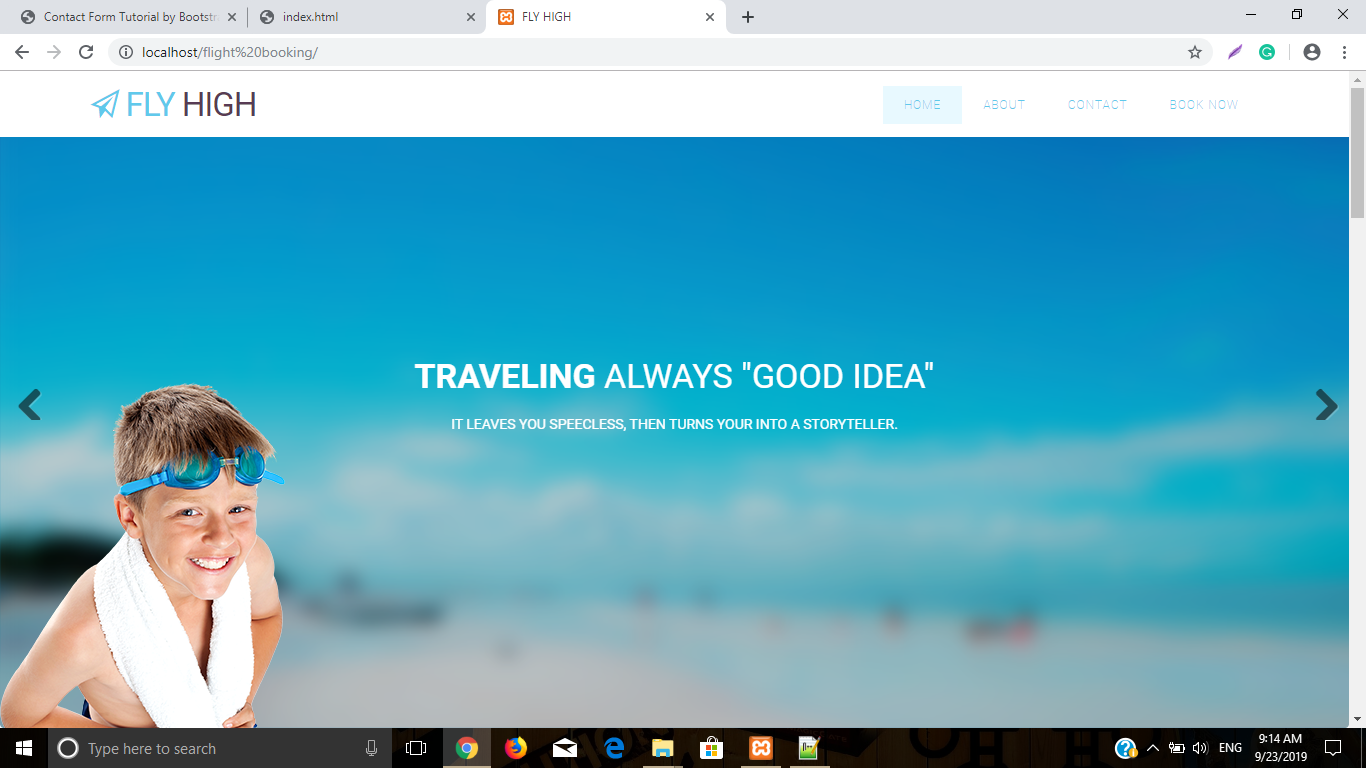 Contact Form Tutorial by Bootstr
index.html
FLY HIGH
localhost/flight%20booking/
FLY HIGH
HOME
ABOUT
CONTACT
BOOK NOW
TRAVELING ALWAYS "GOOD IDEA"
IT LEAVES YOU SPEECLESS, THEN TURNS YOUR INTO A STORYTELLER.
Type here to search
ENG
9:14 AM
9/23/2019